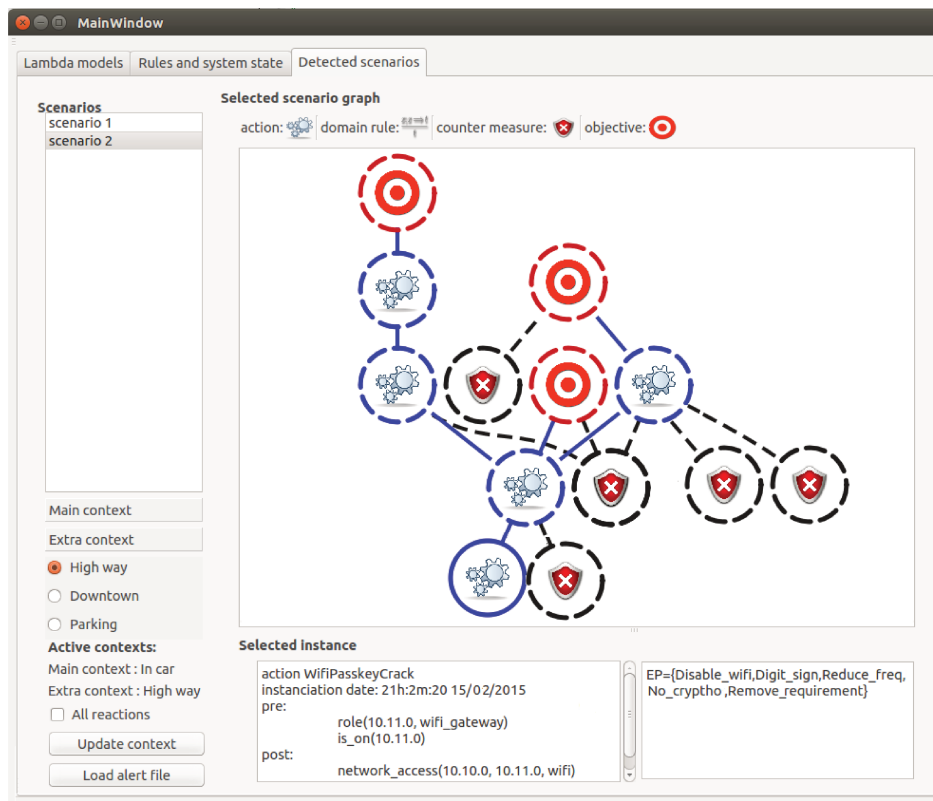 MainWindow
Lambda models Rules and system state Detected scenarios
Scenarios
scenario 1
scenario 2
Selected scenario graph
action: domain rule: counter measure: objective:
Main context
Extra context
High way
Downtown
Parking
Active contexts:
Main context : In car
Extra context : High way
All reactions
Update context
Load alert file
Selected instance
action WifiPasskeyCrack
instanciation date: 21h:2m:20 15/02/2015
pre:
role(10.11.0, wifi_gateway)
is_on(10.11.0)
post:
network_access(10.10.0, 10.11.0, wifi)
EP={Disable_wifi,Digit_sign,Reduce_freq,
No_cryptho ,Remove_requirement}